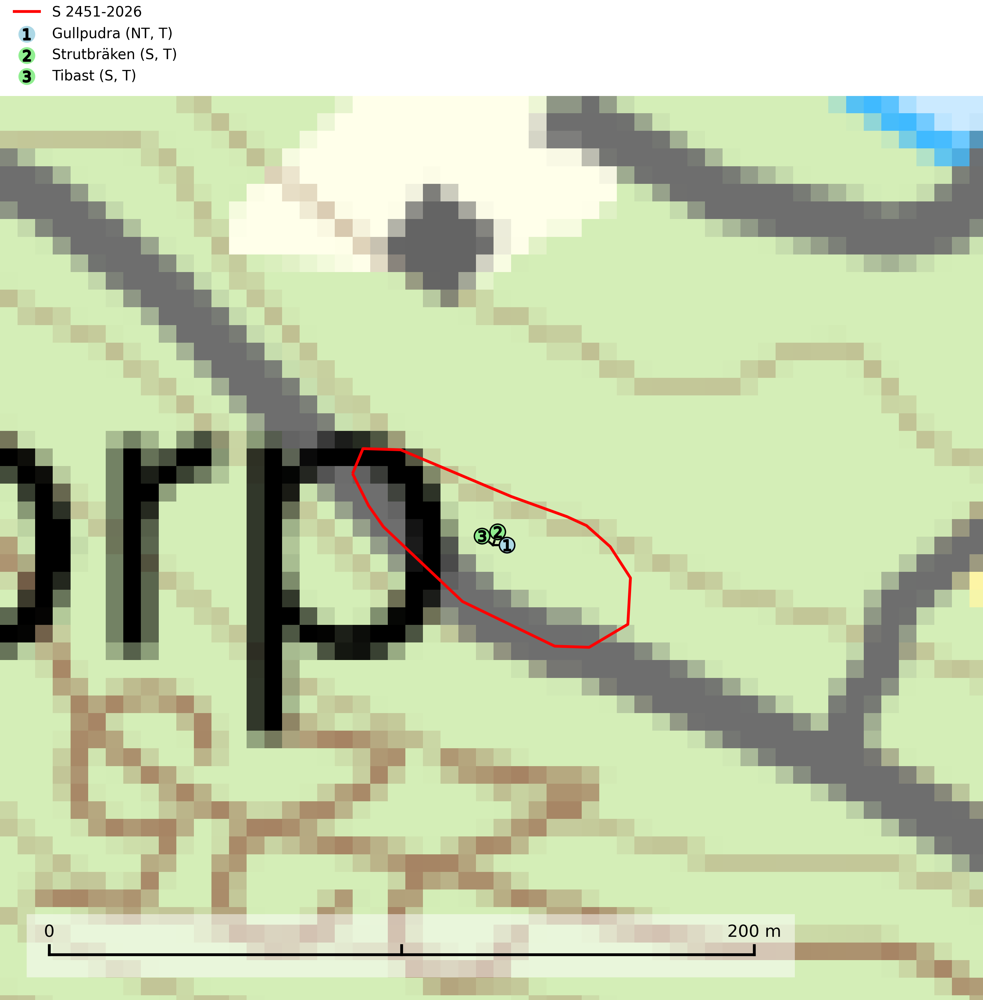 S 2451-2026
1 Gullpudra (NT, T)
2 Strutbräken (S, T)
3 Tibast (S, T)
3 2
1
0 200 m